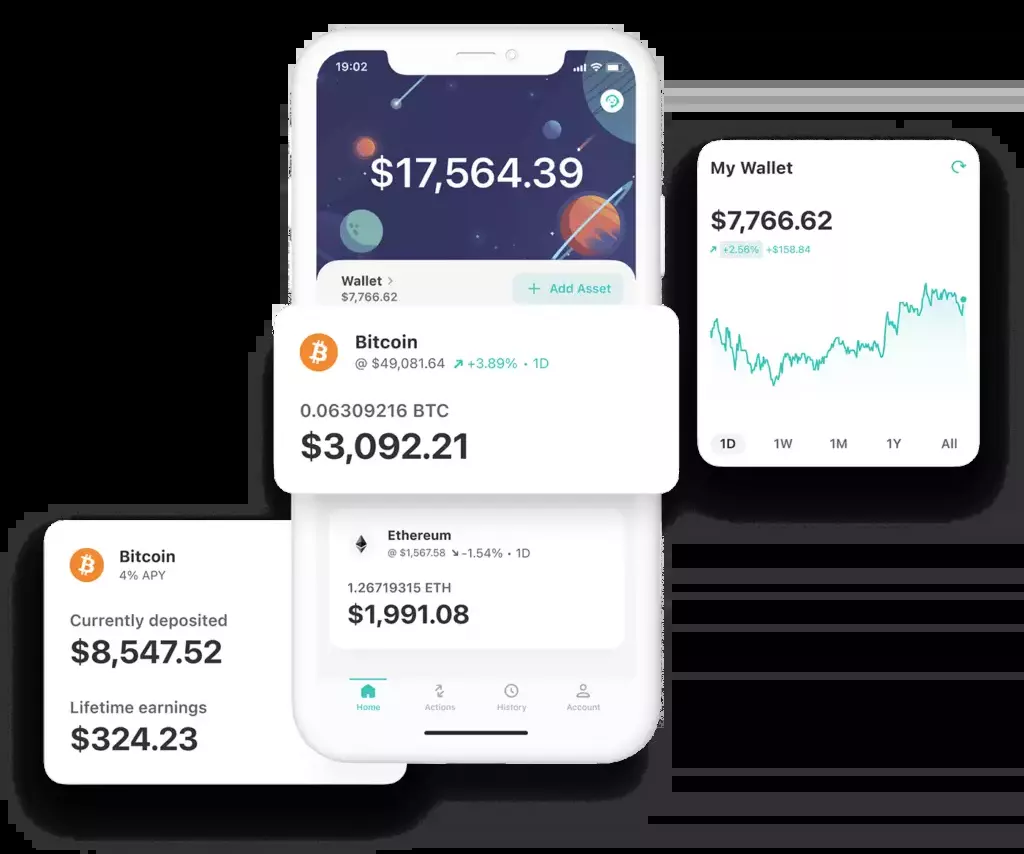 19:02
$17,564.39
Wallet >
$7,766.62
+ Add Asset
Bitcoin
@ $49,081.64 ↗ +3.89% • 1D
0.06309216 BTC
$3,092.21
Ethereum
@ $1,567.58 ↘ -1.54% • 1D
1.26719315 ETH
$1,991.08
Home
Actions
History
Account
My Wallet
$7,766.62
↗ +2.56% +$158.84
1D 1W 1M 1Y All
Bitcoin
4% APY
Currently deposited
$8,547.52
Lifetime earnings
$324.23